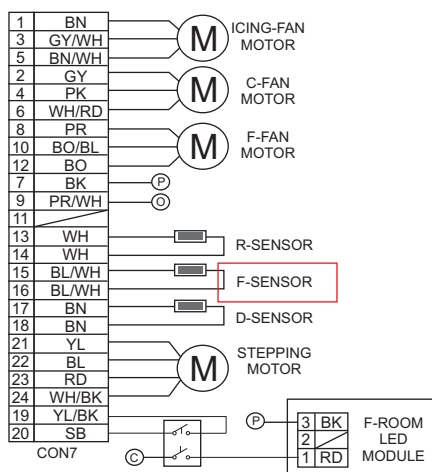 1 BN
3 GY/WH
5 BN/WH
M
ICING-FAN
MOTOR
2 GY
4 PK
6 WH/RD
M
C-FAN
MOTOR
8 PR
10 BO/BL
12 BO
M
F-FAN
MOTOR
7 BK P
9 PR/WH O
11
13 WH
14 WH
R-SENSOR
15 BL/WH
16 BL/WH
F-SENSOR
17 BN
18 BN
D-SENSOR
21 YL
22 BL
23 RD
24 WH/BK
M
STEPPING
MOTOR
19 YL/BK
20 SB
CON7
C
P
3 BK
2
1 RD
F-ROOM
LED
MODULE